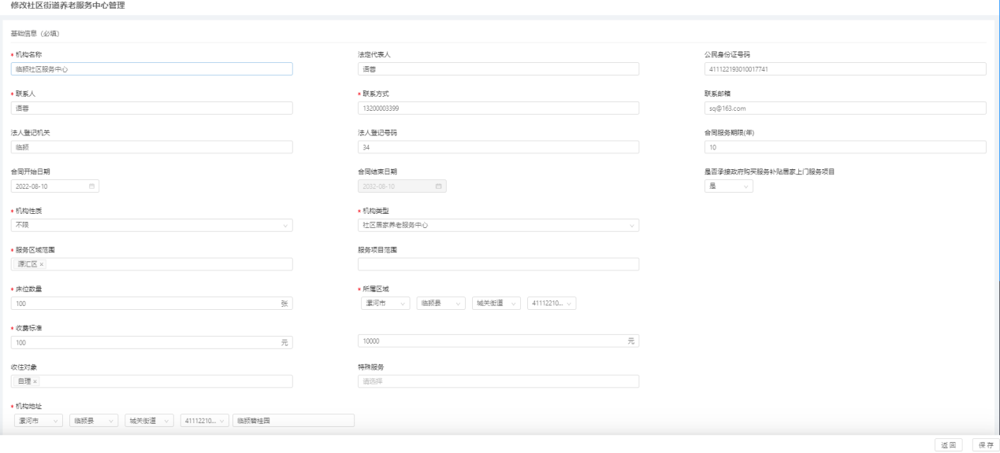 修改社区街道养老服务中心管理
基础信息（必填）
* 机构名称 法定代表人 公民身份证号码
临颍社区服务中心 语蓉 411122193010017741
* 联系人 * 联系方式 联系邮箱
语蓉 13200003399 sq@163.com
法人登记机关 法人登记号码 合同服务期限(年)
临颍 34 10
合同开始日期 合同结束日期 是否承接政府购买服务补贴居家上门服务项目
2022-08-10 2032-08-10 是
* 机构性质 * 机构类型
不限 社区居家养老服务中心
* 服务区域范围 服务项目范围
源汇区 ×
* 床位数量 * 所属区域
100 张 漯河市 临颍县 城关街道 41112210...
* 收费标准
100 元 10000 元
收住对象 特殊服务
自理 × 请选择
* 机构地址
漯河市 临颍县 城关街道 41112210... 临颍碧桂园
返回 保存